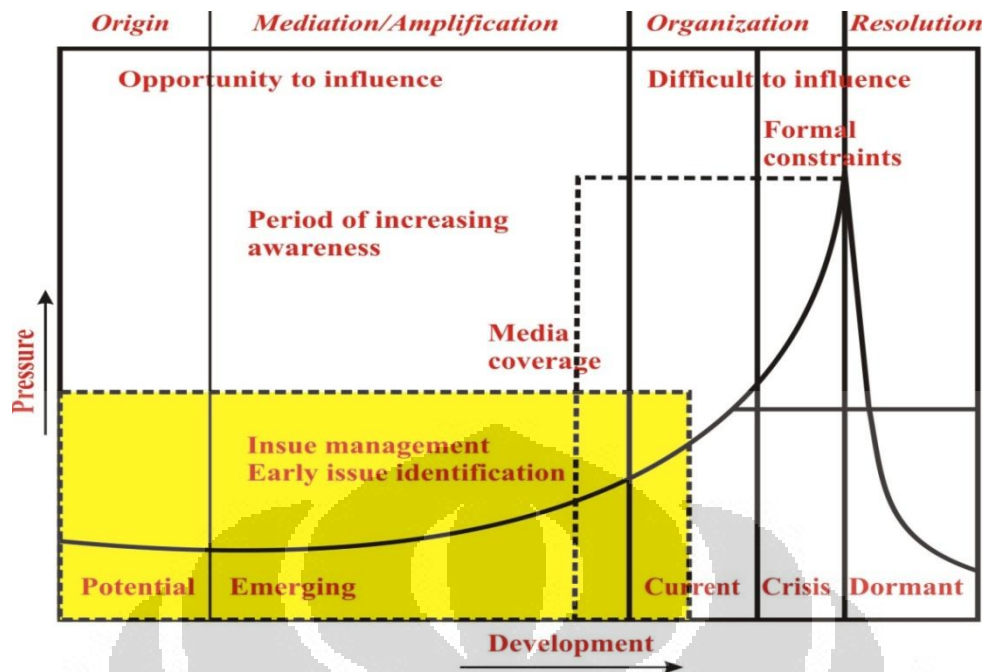 Origin
Mediation/Amplification
Organization
Resolution
Opportunity to influence
Difficult to influence
Formal
constraints
Period of increasing
awareness
Media
coverage
Pressure
Insue management
Early issue identification
Potential
Emerging
Current
Crisis
Dormant
Development